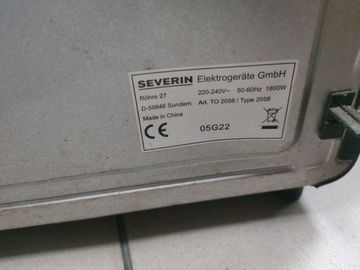 SEVERIN Elektrogeräte GmbH
Röhre 27 220-240V~ 50-60Hz 1800W
D-59846 Sundern Art. TO 2058 / Type 2058
Made in China
CE 05G22